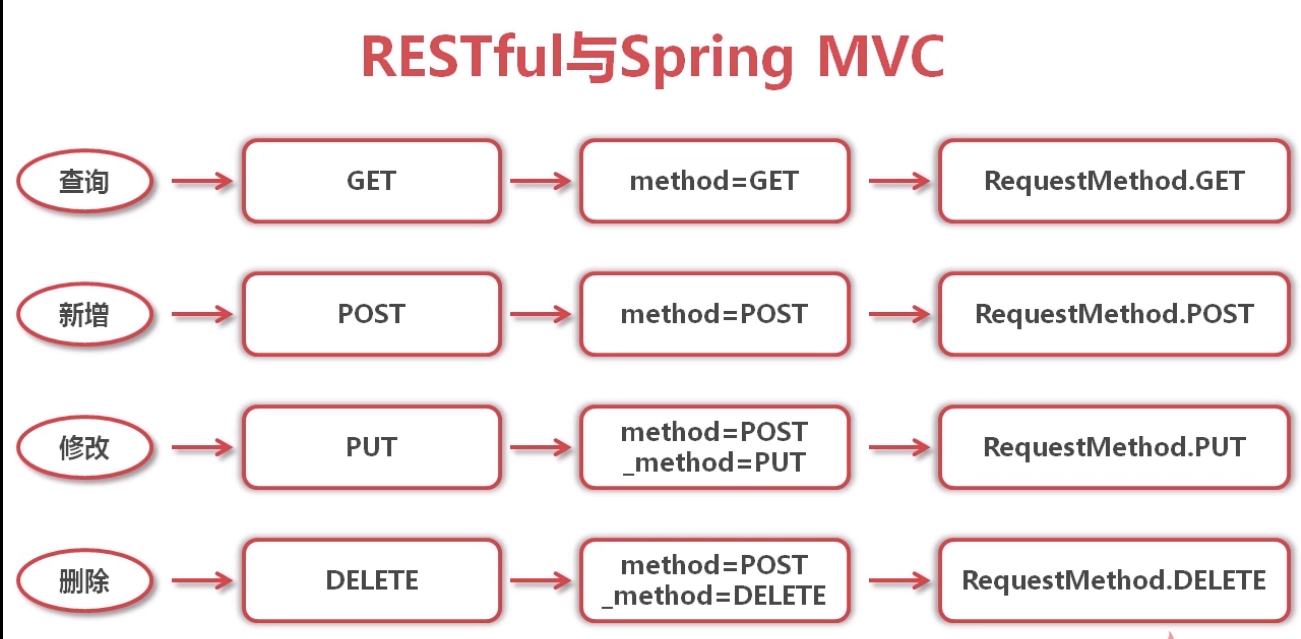 RESTful与Spring MVC
查询
GET
method=GET
RequestMethod.GET
新增
POST
method=POST
RequestMethod.POST
修改
PUT
method=POST
_method=PUT
RequestMethod.PUT
删除
DELETE
method=POST
_method=DELETE
RequestMethod.DELETE